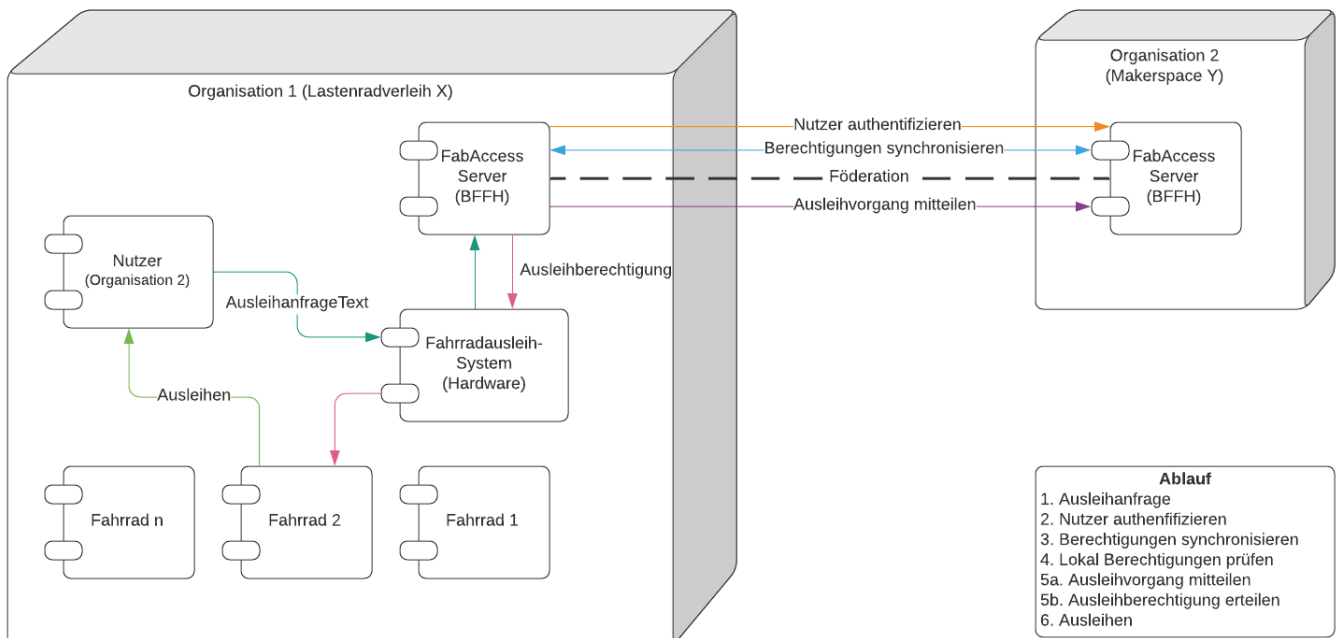 Organisation 1 (Lastenradverleih X)
Organisation 2
(Makerspace Y)
Nutzer authentifizieren
Berechtigungen synchronisieren
Föderation
Ausleihvorgang mitteilen
FabAccess
Server
(BFFH)
FabAccess
Server
(BFFH)
Nutzer
(Organisation 2)
AusleihanfrageText
Ausleihberechtigung
Fahrradausleih-
System
(Hardware)
Ausleihen
Fahrrad n
Fahrrad 2
Fahrrad 1
Ablauf
1. Ausleihanfrage
2. Nutzer authenfifizieren
3. Berechtigungen synchronisieren
4. Lokal Berechtigungen prüfen
5a. Ausleihvorgang mitteilen
5b. Ausleihberechtigung erteilen
6. Ausleihen